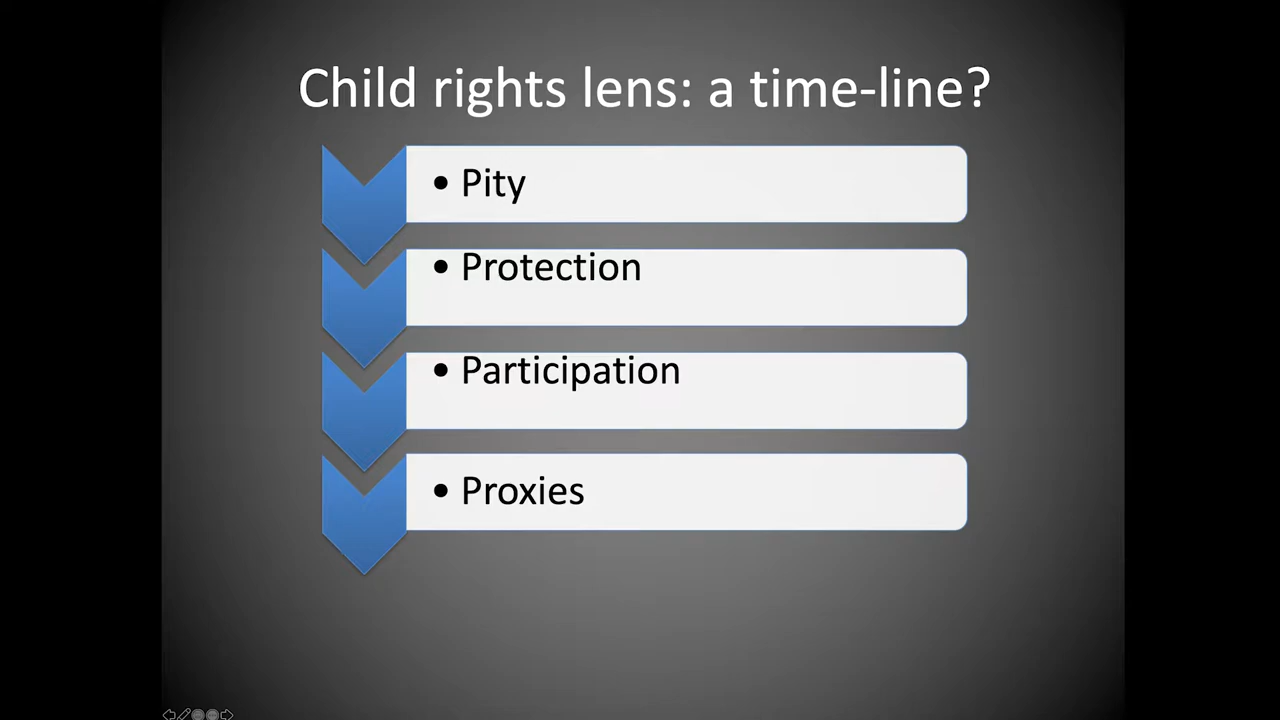 Child rights lens: a time-line?
• Pity
• Protection
• Participation
• Proxies